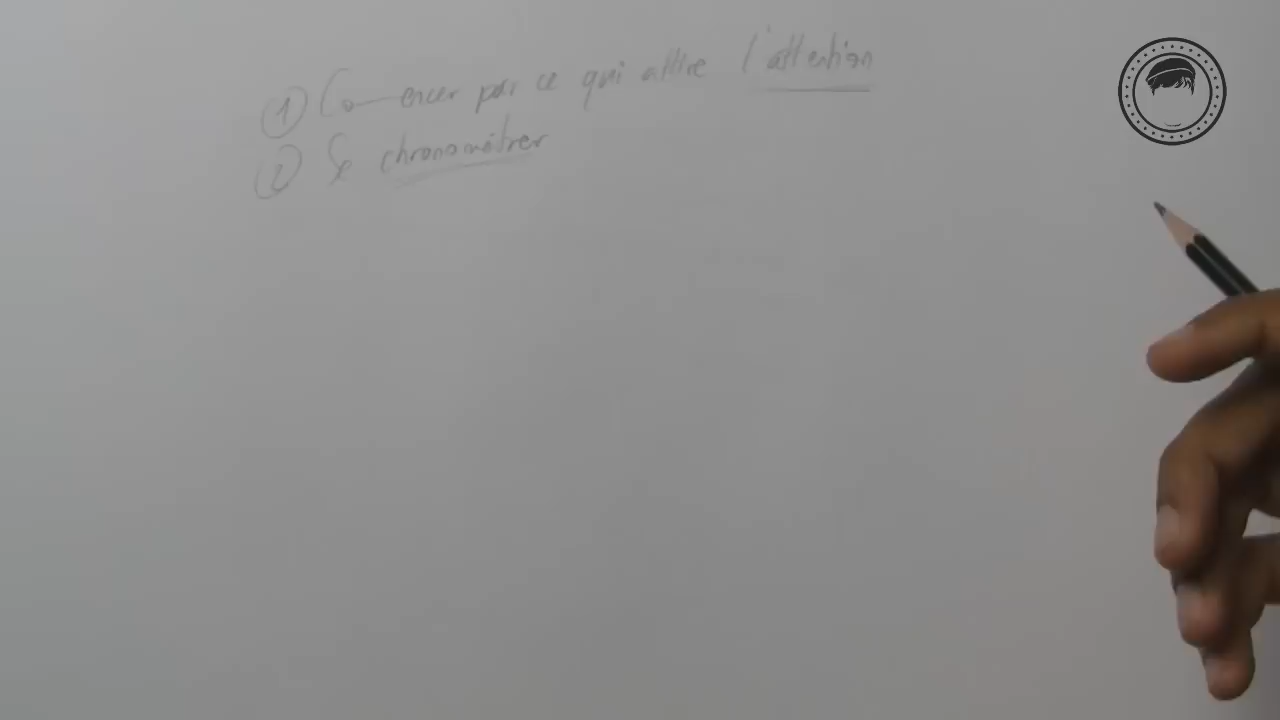 ① Commencer par ce qui attire l'attention
② Se chronométrer